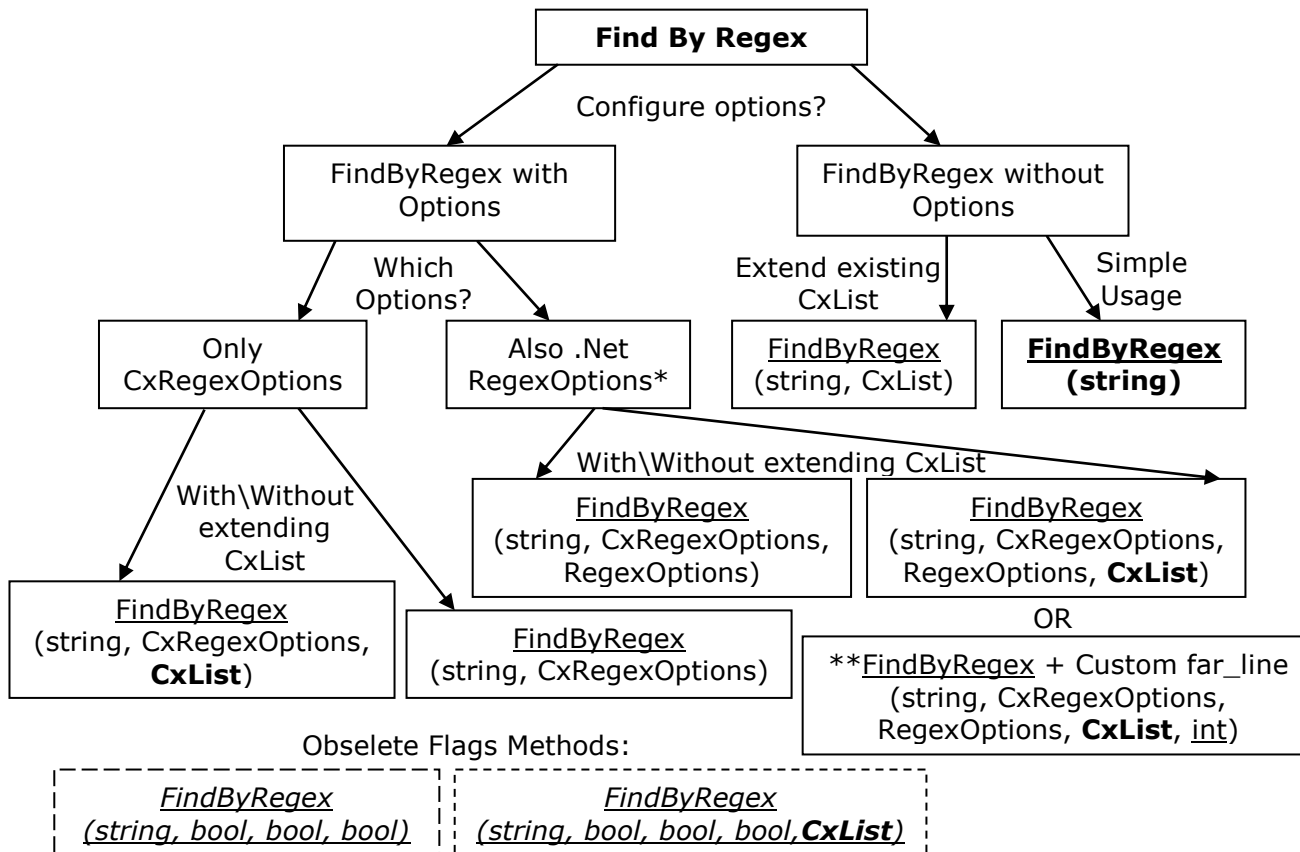 Find By Regex
Configure options?
FindByRegex with
Options
FindByRegex without
Options
Which
Options?
Extend existing
CxList
Simple
Usage
Only
CxRegexOptions
Also .Net
RegexOptions*
FindByRegex
(string, CxList)
FindByRegex
(string)
With\Without
extending
CxList
With\Without extending CxList
FindByRegex
(string, CxRegexOptions,
RegexOptions)
FindByRegex
(string, CxRegexOptions,
RegexOptions, CxList)
FindByRegex
(string, CxRegexOptions,
CxList)
FindByRegex
(string, CxRegexOptions)
OR
**FindByRegex + Custom far_line
(string, CxRegexOptions,
RegexOptions, CxList, int)
Obselete Flags Methods:
FindByRegex
(string, bool, bool, bool)
FindByRegex
(string, bool, bool, bool,CxList)